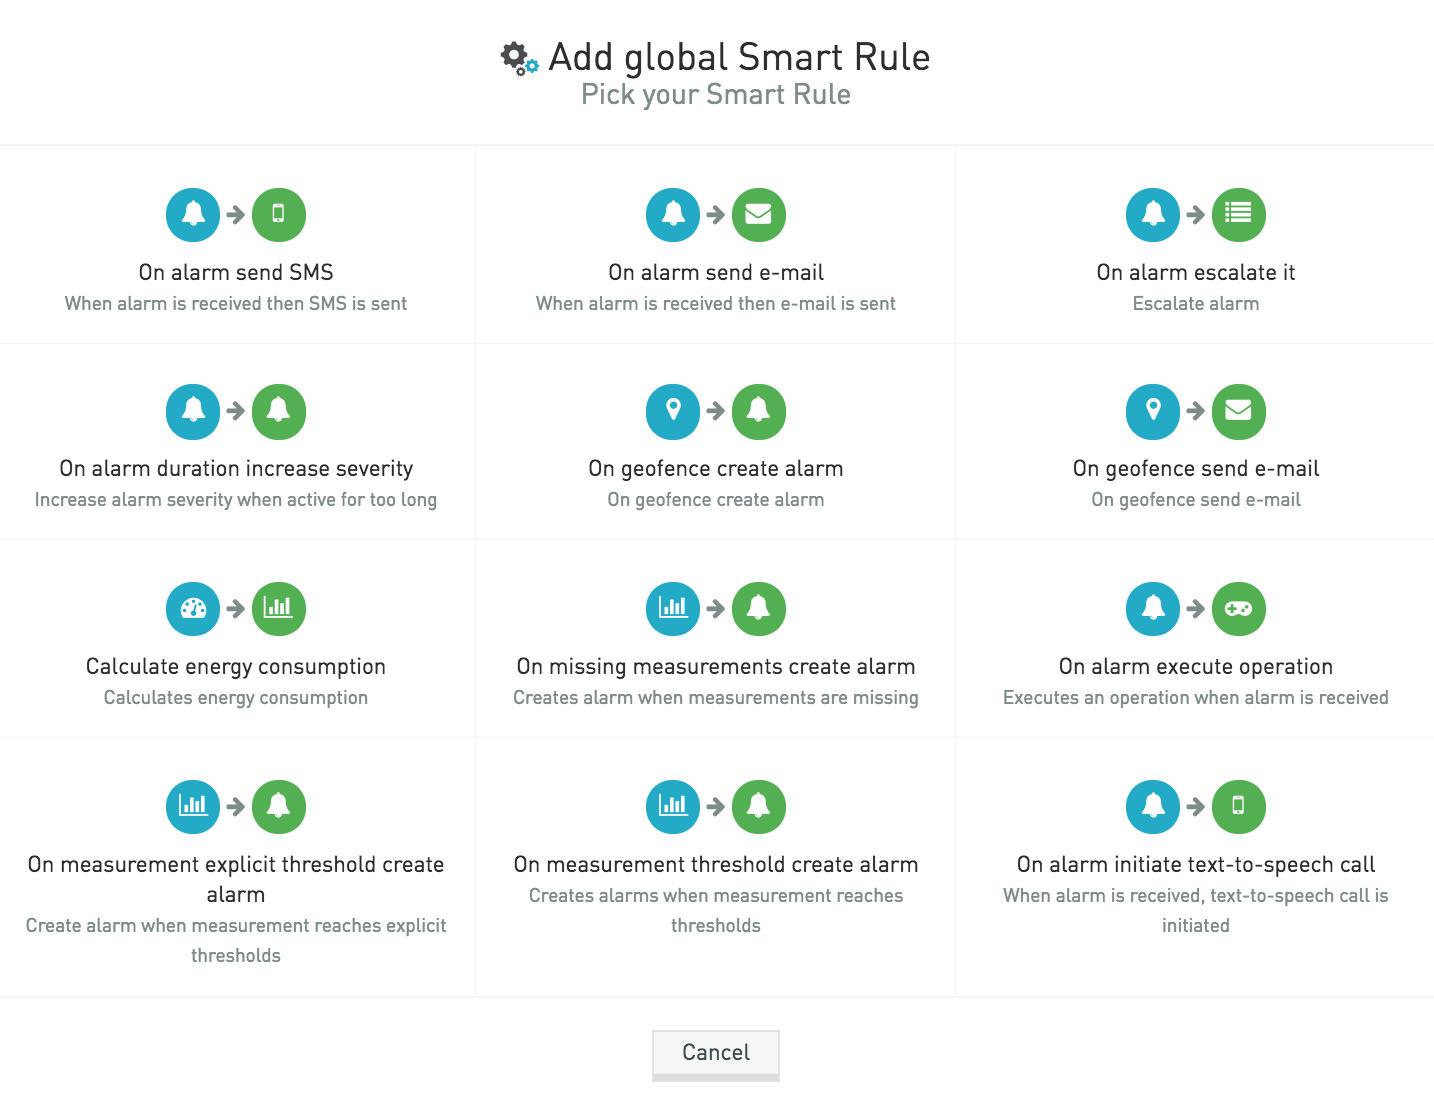 Add global Smart Rule
Pick your Smart Rule
On alarm send SMS
When alarm is received then SMS is sent
On alarm send e-mail
When alarm is received then e-mail is sent
On alarm escalate it
Escalate alarm
On alarm duration increase severity
Increase alarm severity when active for too long
On geofence create alarm
On geofence create alarm
On geofence send e-mail
On geofence send e-mail
Calculate energy consumption
Calculates energy consumption
On missing measurements create alarm
Creates alarm when measurements are missing
On alarm execute operation
Executes an operation when alarm is received
On measurement explicit threshold create
alarm
Create alarm when measurement reaches explicit
thresholds
On measurement threshold create alarm
Creates alarms when measurement reaches
thresholds
On alarm initiate text-to-speech call
When alarm is received, text-to-speech call is
initiated
Cancel